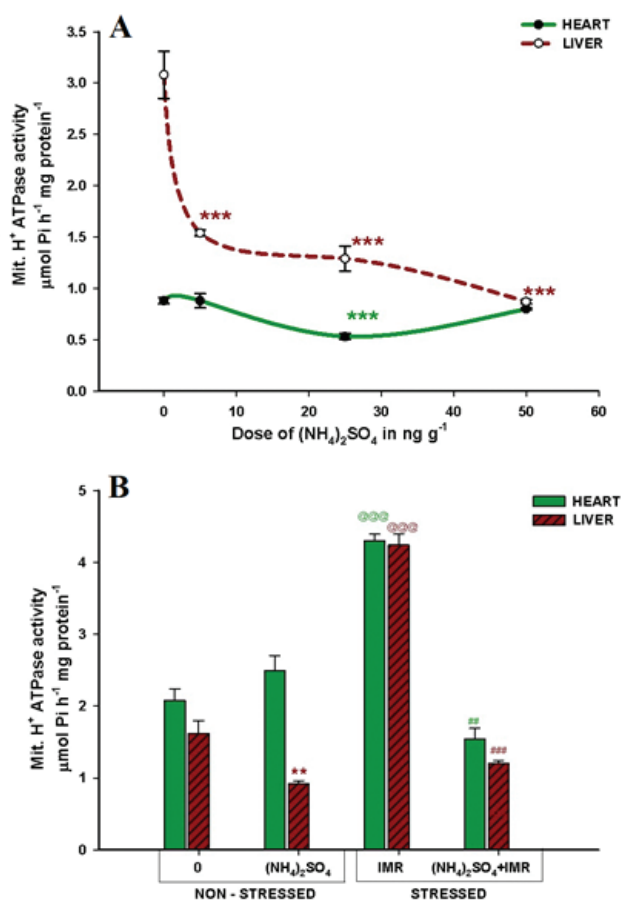 A
HEART
LIVER
Mit. H⁺ ATPase activity
μmol Pi h⁻¹ mg protein⁻¹
3.5
3.0
2.5
2.0
1.5
1.0
0.5
0.0
***
***
***
***
0 10 20 30 40 50 60
Dose of (NH₄)₂SO₄ in ng g⁻¹
B
HEART
LIVER
Mit. H⁺ ATPase activity
μmol Pi h⁻¹ mg protein⁻¹
5
4
3
2
1
0
@@@ @@@
**
##
###
0 (NH₄)₂SO₄ IMR (NH₄)₂SO₄+IMR
NON - STRESSED STRESSED